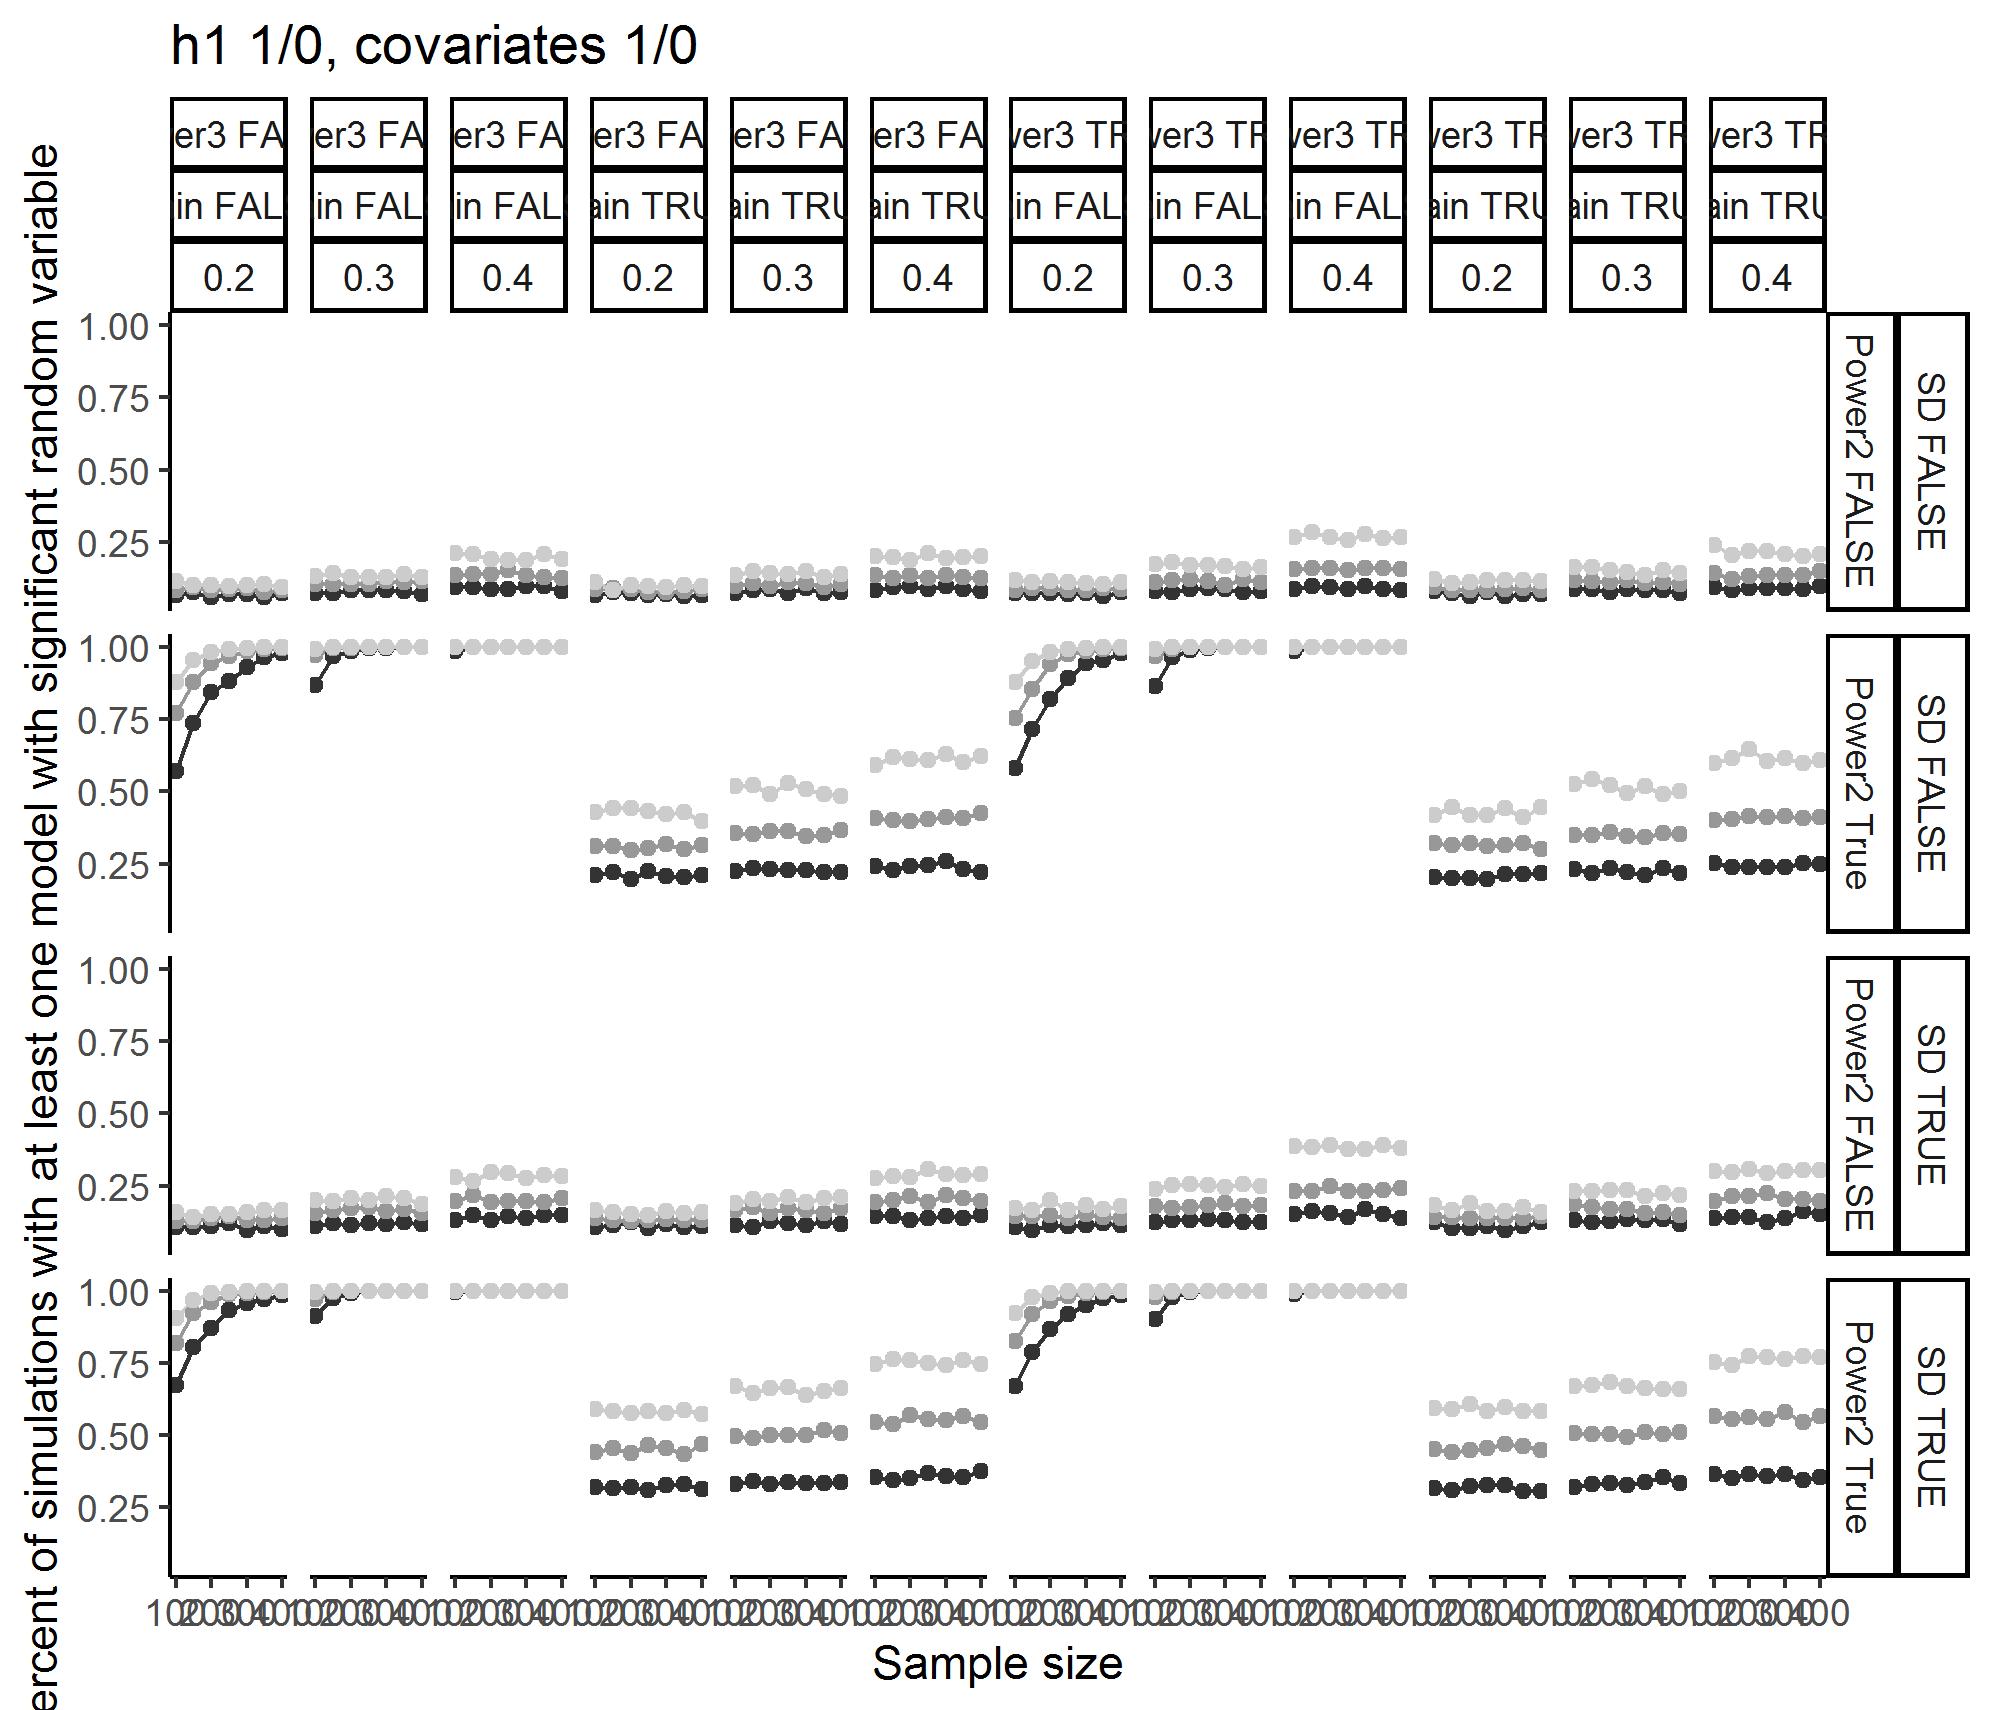 h1 1/0, covariates 1/0
er3 FA er3 FA er3 FA er3 FA er3 FA er3 FA ver3 TR ver3 TR ver3 TR ver3 TR ver3 TR ver3 TR
in FAL in FAL in FAL ain TRU ain TRU ain TRU in FAL in FAL in FAL ain TRU ain TRU ain TRU
0.2 0.3 0.4 0.2 0.3 0.4 0.2 0.3 0.4 0.2 0.3 0.4
ercent of simulations with at least one model with significant random variable
1.00
0.75
0.50
0.25
Power2 FALSE
SD FALSE
1.00
0.75
0.50
0.25
Power2 True
SD FALSE
1.00
0.75
0.50
0.25
Power2 FALSE
SD TRUE
1.00
0.75
0.50
0.25
Power2 True
SD TRUE
Sample size